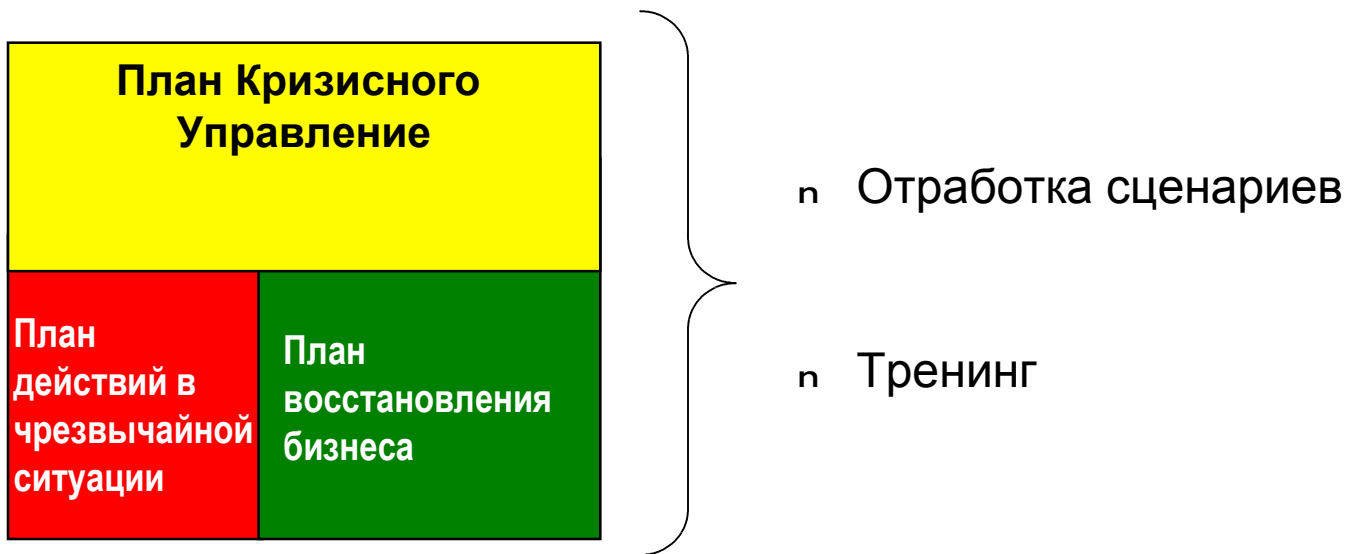 План Кризисного
Управление
План
действий в
чрезвычайной
ситуации
План
восстановления
бизнеса
n Отработка сценариев
n Тренинг